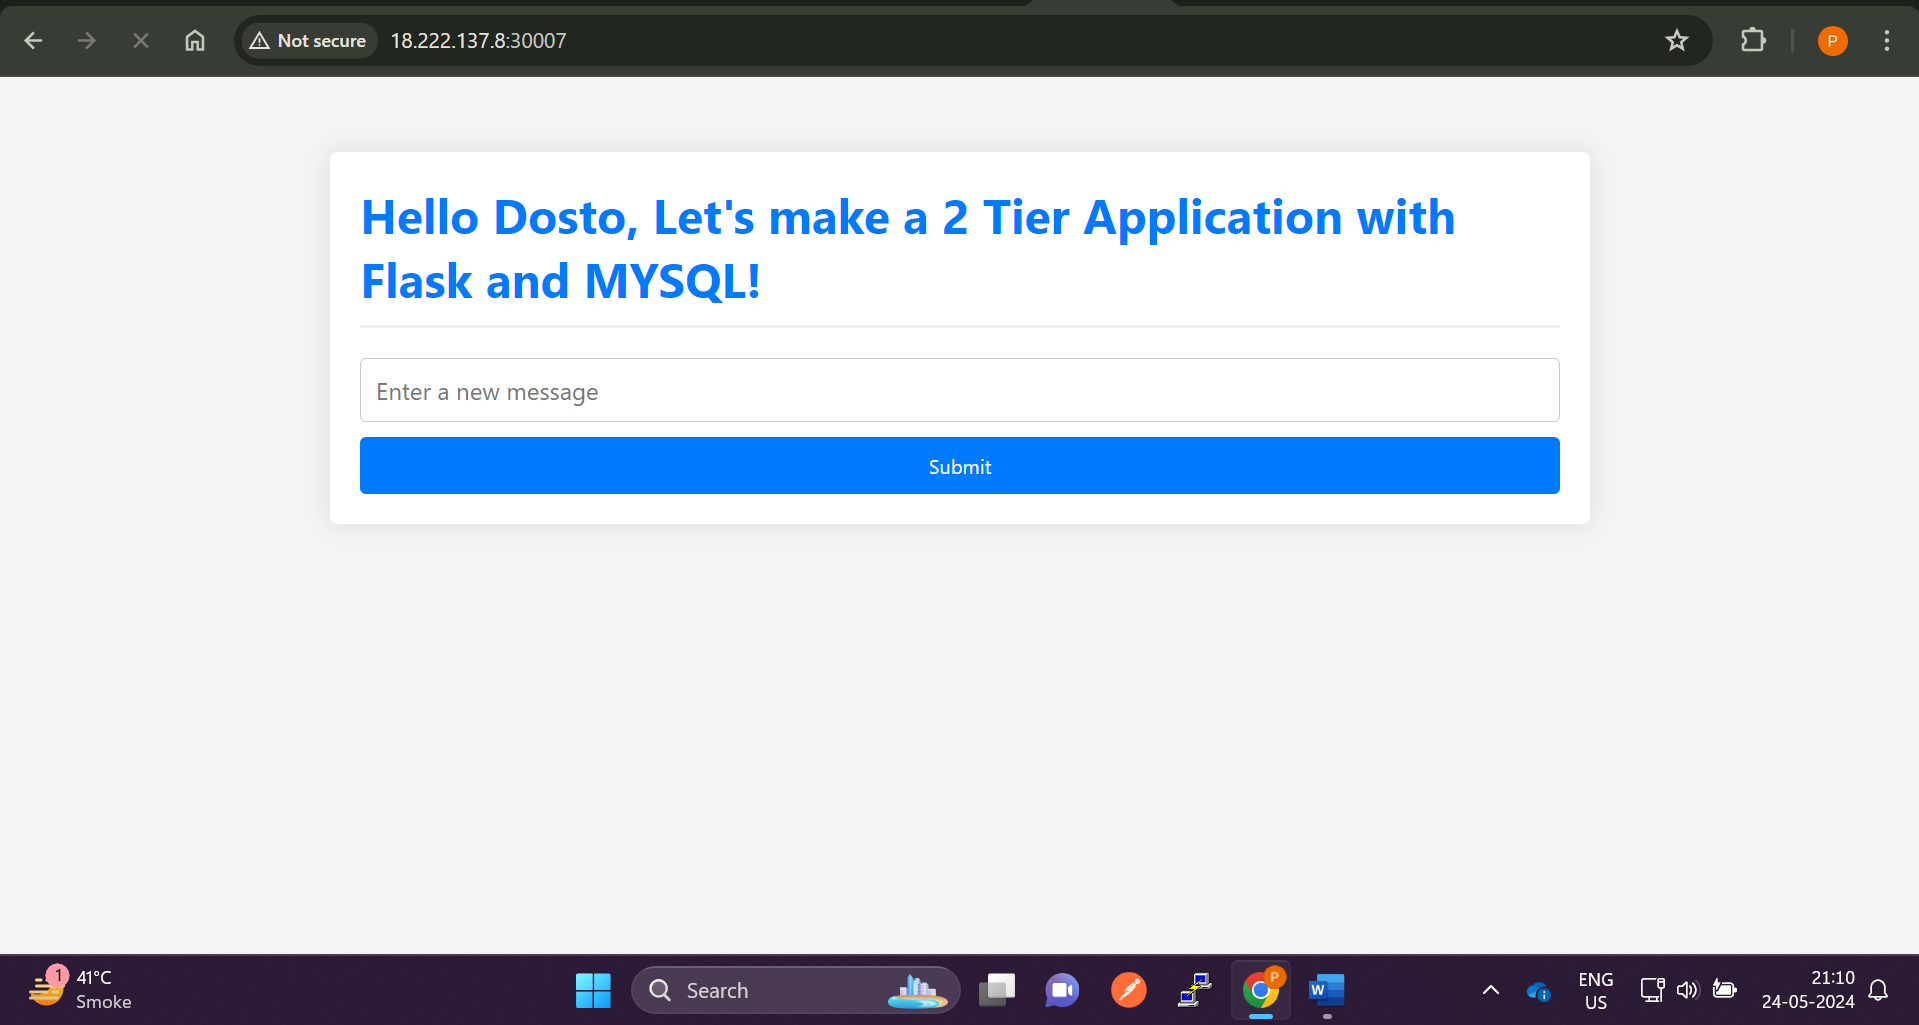 Not secure 18.222.137.8:30007
P
Hello Dosto, Let's make a 2 Tier Application with
Flask and MYSQL!
Enter a new message
Submit
1
41°C
Smoke
Search
P
W
ENG
US
21:10
24-05-2024